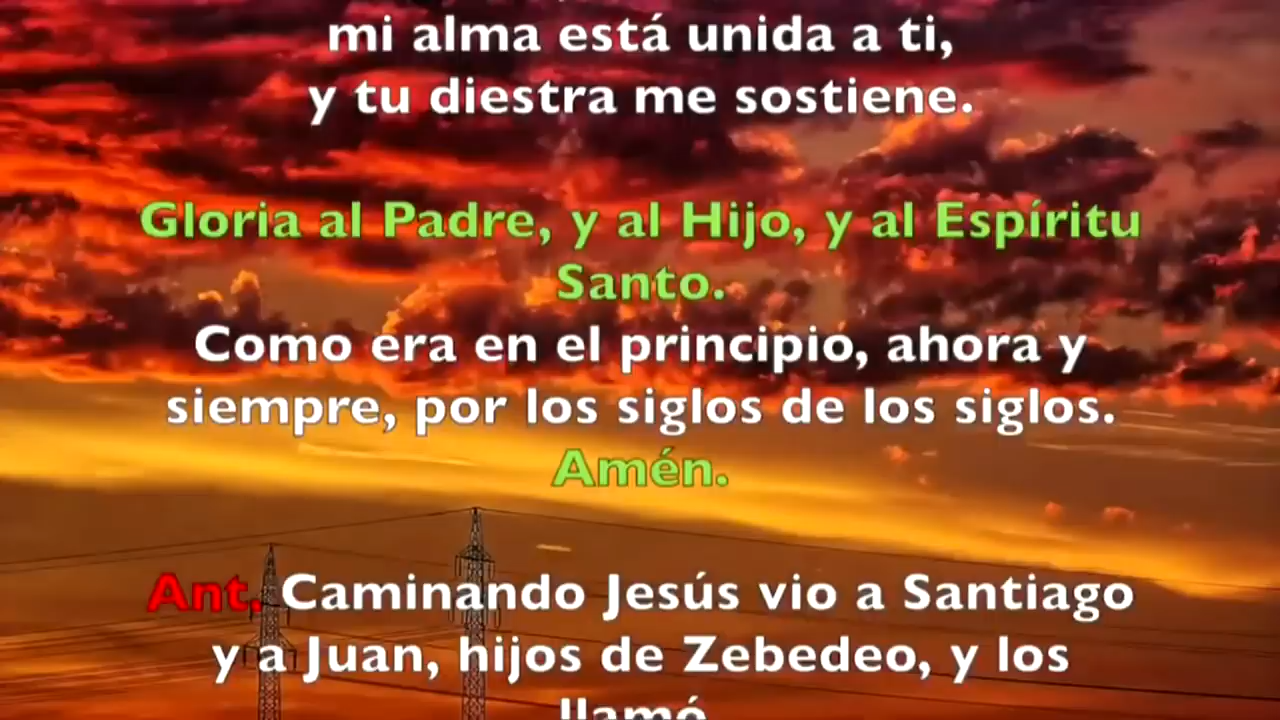 mi alma está unida a ti,
y tu diestra me sostiene.
Gloria al Padre, y al Hijo, y al Espíritu
Santo.
Como era en el principio, ahora y
siempre, por los siglos de los siglos.
Amén.
Ant. Caminando Jesús vio a Santiago
y a Juan, hijos de Zebedeo, y los
llamó